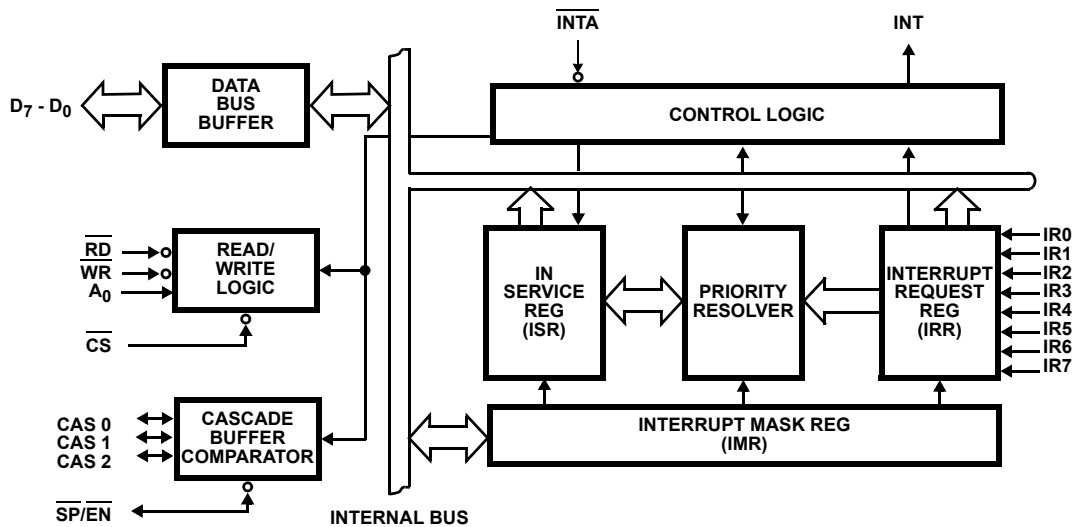 INTA
INT
D7 - D0
DATA
BUS
BUFFER
CONTROL LOGIC
RD
WR
A0
READ/
WRITE
LOGIC
CS
IN
SERVICE
REG
(ISR)
PRIORITY
RESOLVER
INTERRUPT
REQUEST
REG
(IRR)
IR0
IR1
IR2
IR3
IR4
IR5
IR6
IR7
CAS 0
CAS 1
CAS 2
CASCADE
BUFFER
COMPARATOR
INTERRUPT MASK REG
(IMR)
SP/EN
INTERNAL BUS